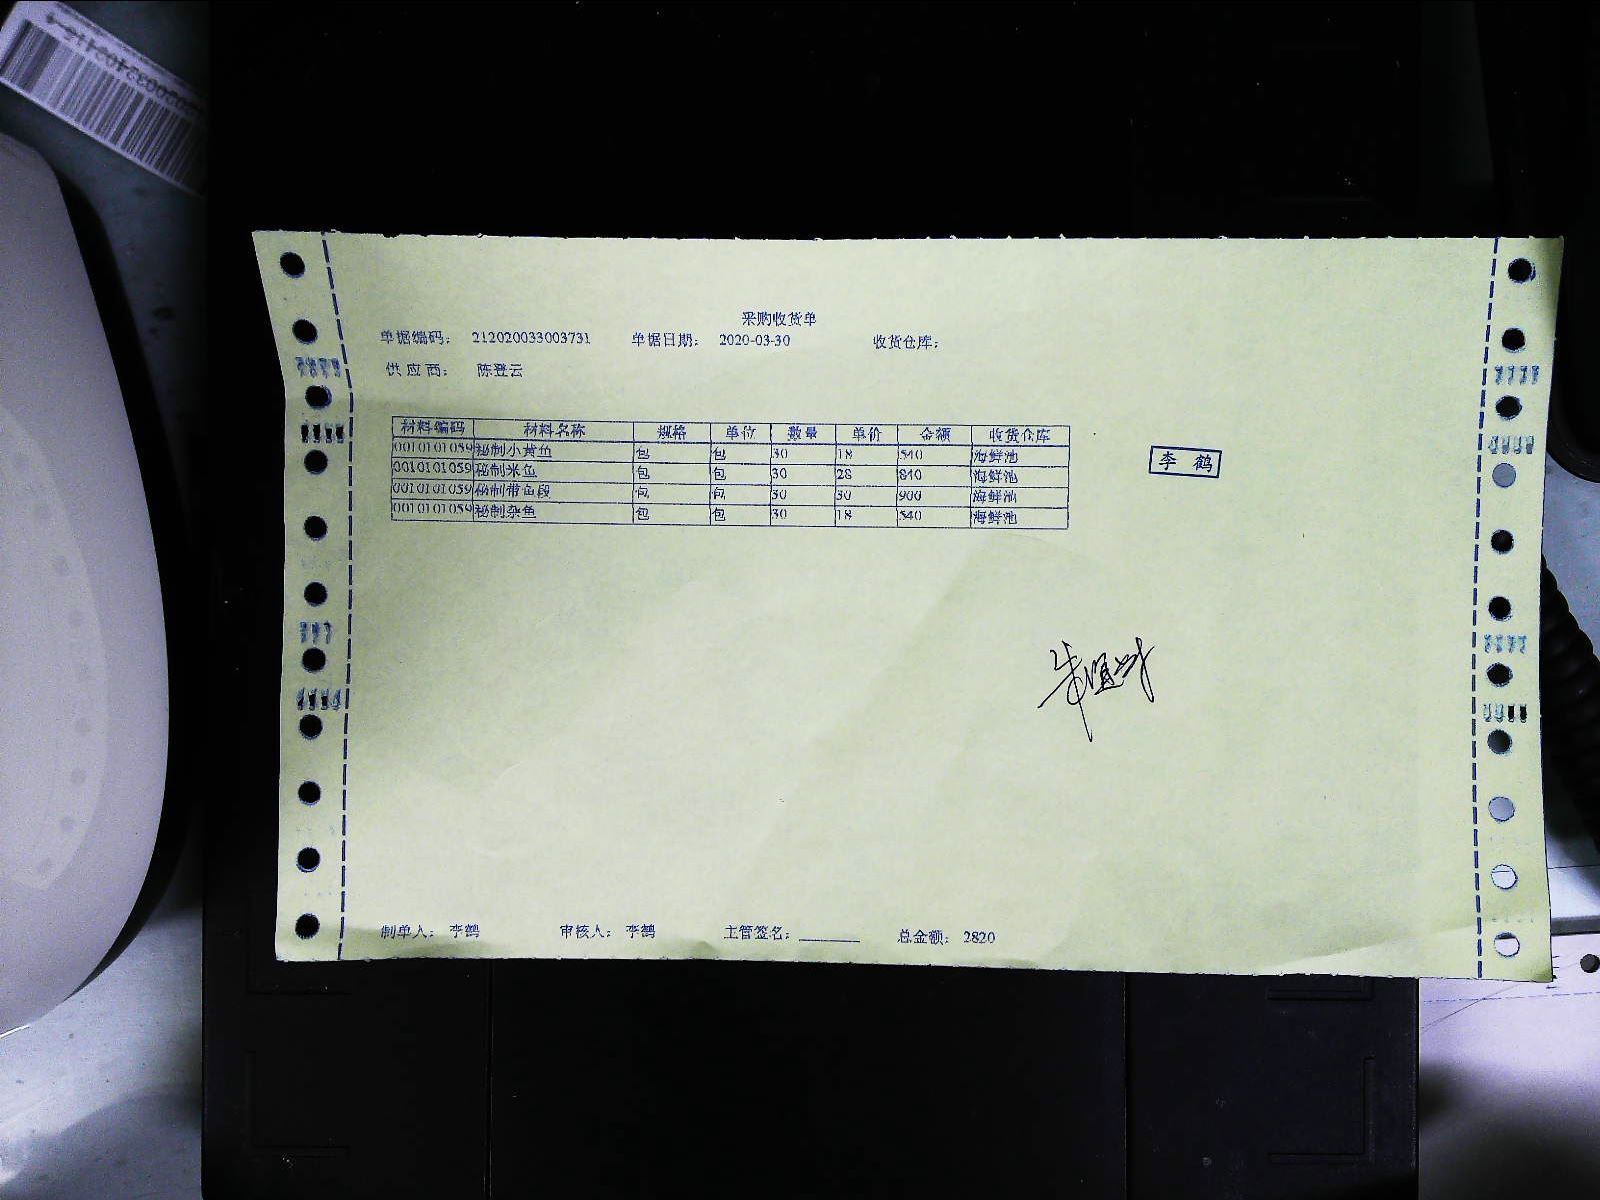 采购收货单
单据编码： 212020033003731 单据日期： 2020-03-30 收货仓库：
供应商： 陈登云
材料编码 材料名称 规格 单位 数量 单价 金额 收货仓库
0010101059 秘制小黄鱼 包 包 30 18 540 海鲜池
0010101059 秘制米鱼 包 包 30 28 840 海鲜池
0010101059 秘制带鱼段 包 包 30 30 900 海鲜池
0010101059 秘制杂鱼 包 包 30 18 540 海鲜池
李 鹤
制单人： 李鹤 审核人： 李鹤 主管签名： 总金额： 2820